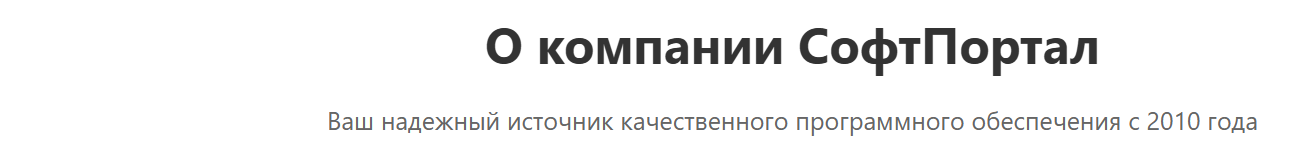 О компании СофтПортал
Ваш надежный источник качественного программного обеспечения с 2010 года